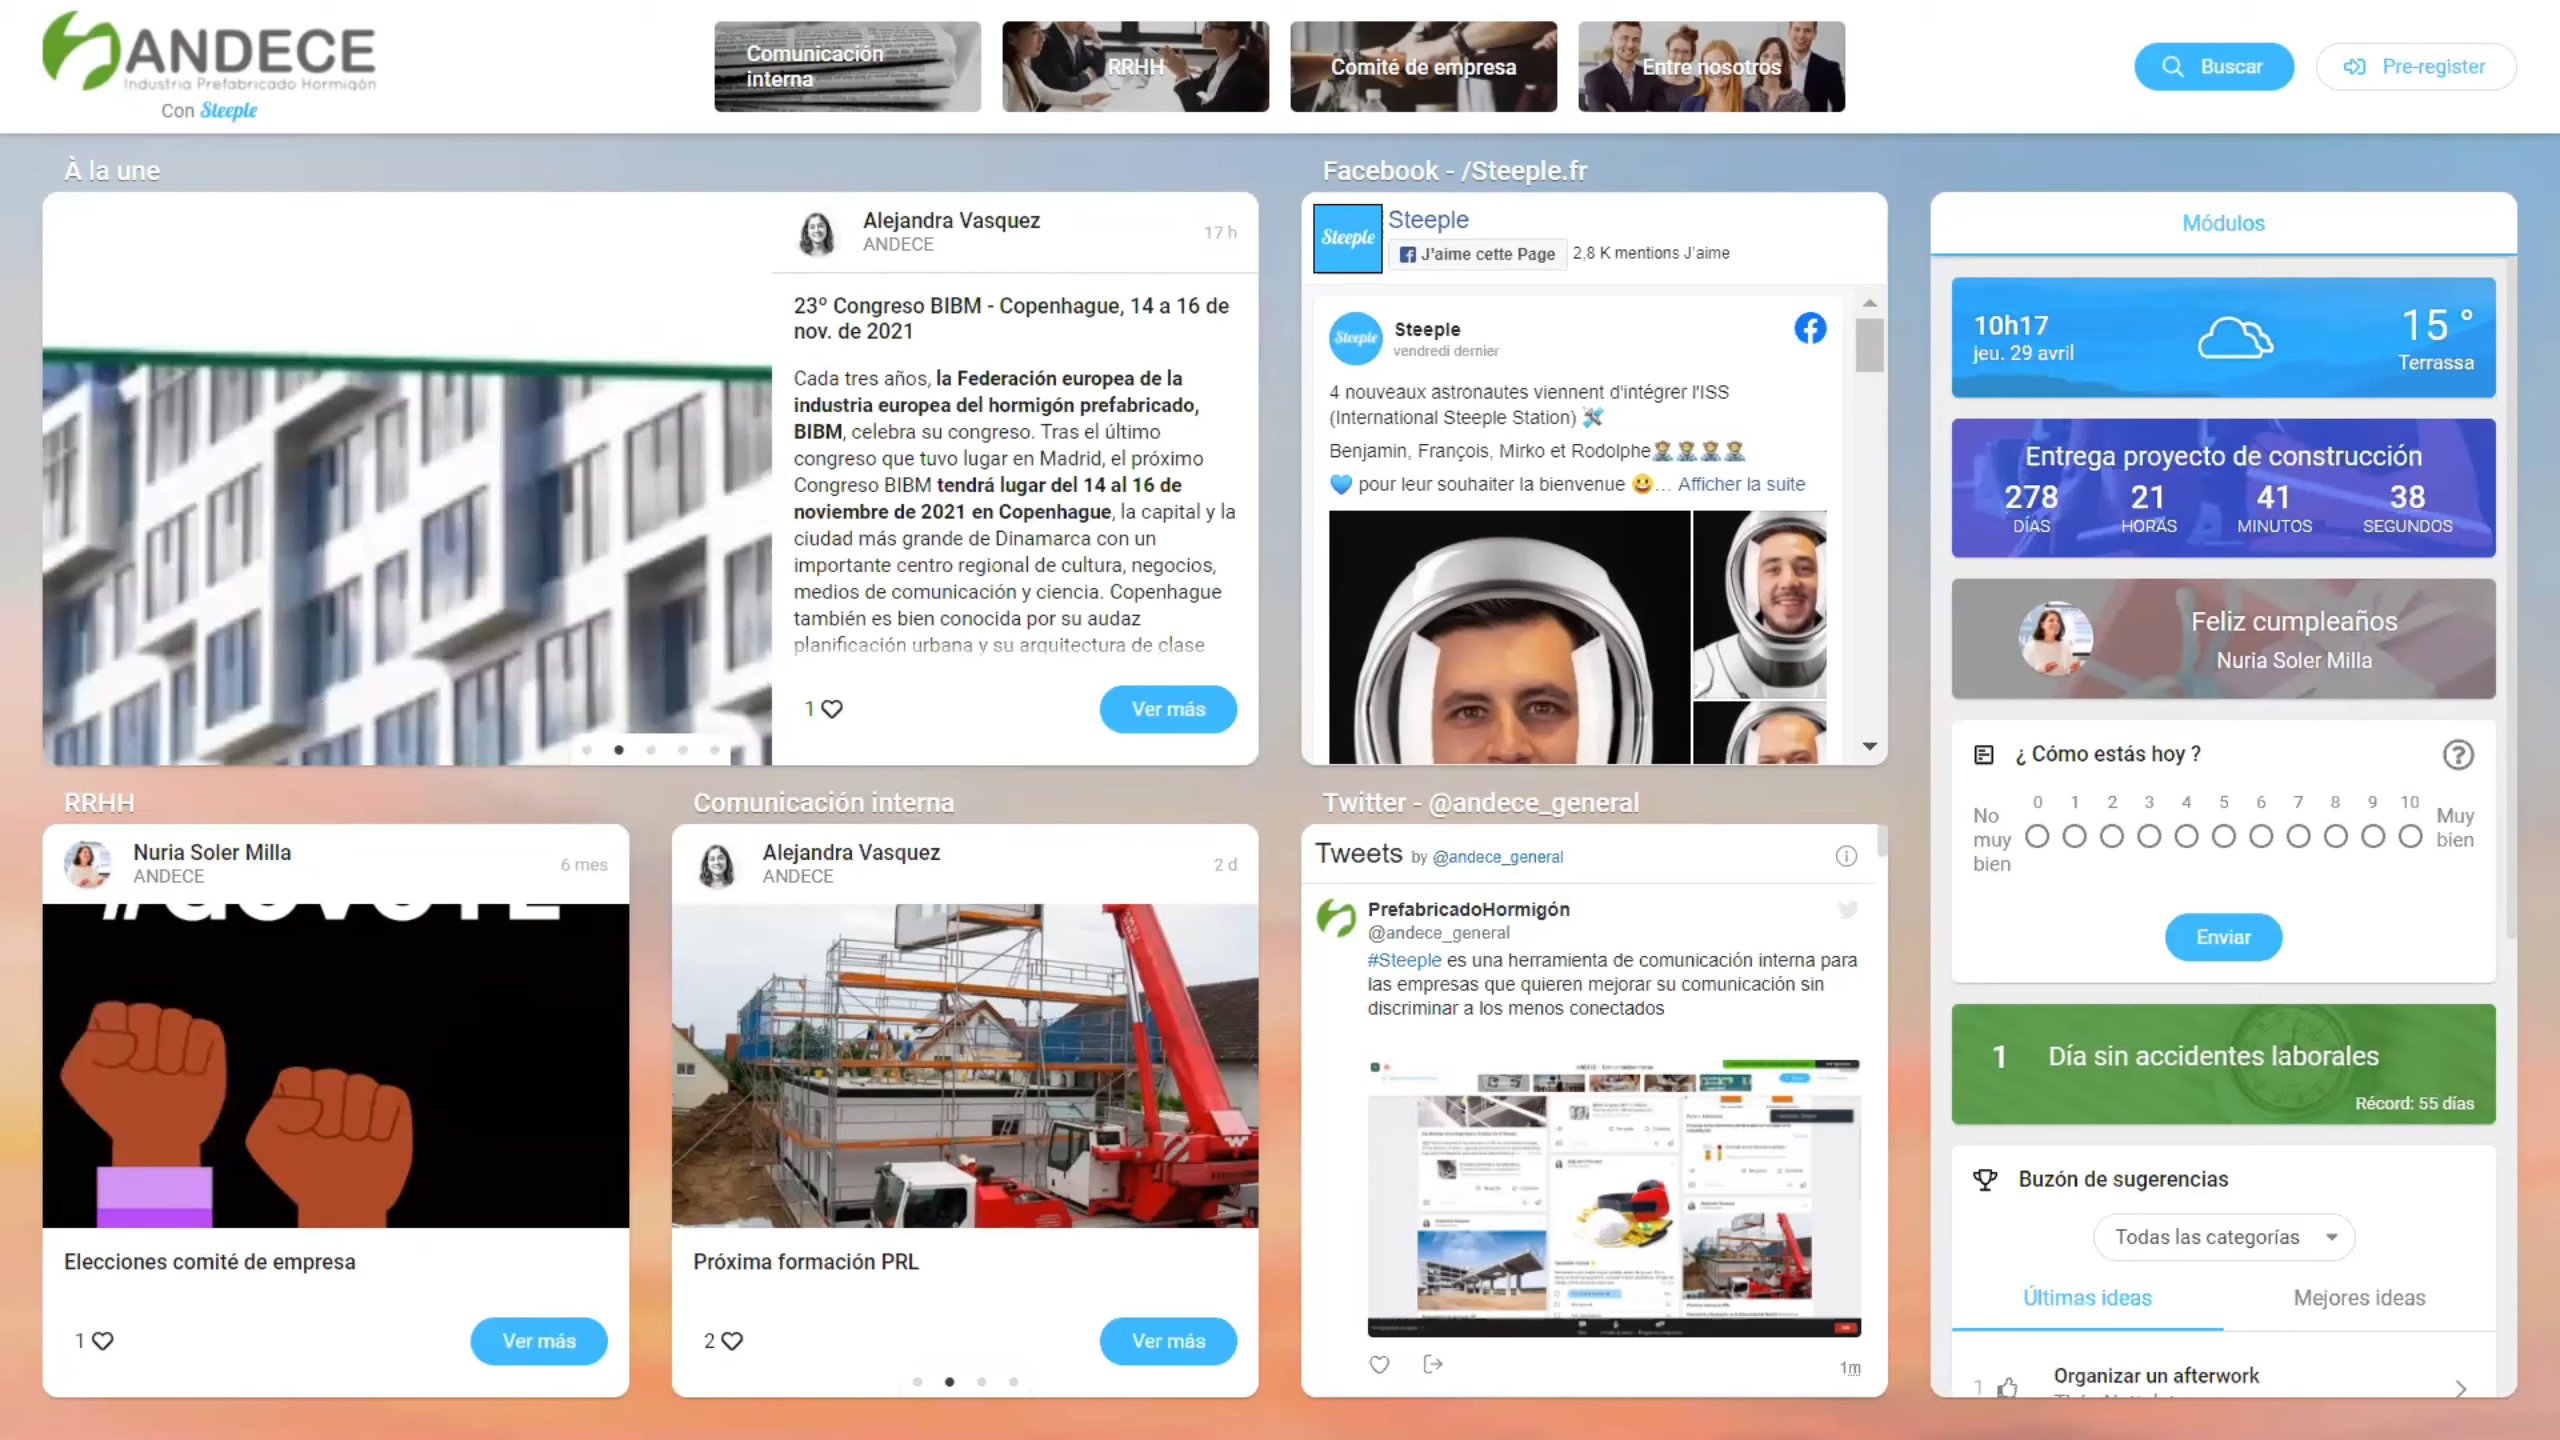 ANDECE
Industria Prefabricado Hormigón
Con Steeple
Comunicación
interna
RRHH
Comité de empresa
Entre nosotros
Buscar
Pre-register
À la une
Alejandra Vasquez
ANDECE
17 h
23º Congreso BIBM - Copenhague, 14 a 16 de
nov. de 2021
Cada tres años, la Federación europea de la
industria europea del hormigón prefabricado,
BIBM, celebra su congreso. Tras el último
congreso que tuvo lugar en Madrid, el próximo
Congreso BIBM tendrá lugar del 14 al 16 de
noviembre de 2021 en Copenhague, la capital y la
ciudad más grande de Dinamarca con un
importante centro regional de cultura, negocios,
medios de comunicación y ciencia. Copenhague
también es bien conocida por su audaz
planificación urbana y su arquitectura de clase
1
Ver más
Facebook - /Steeple.fr
Steeple
Steeple
J'aime cette Page
2,8 K mentions J'aime
Steeple
Steeple
vendredi dernier
4 nouveaux astronautes viennent d'intégrer l'ISS
(International Steeple Station)
Benjamin, François, Mirko et Rodolphe
pour leur souhaiter la bienvenue ... Afficher la suite
Módulos
10h17
jeu. 29 avril
15 °
Terrassa
Entrega proyecto de construcción
278 21 41 38
DÍAS HORAS MINUTOS SEGUNDOS
Feliz cumpleaños
Nuria Soler Milla
¿ Cómo estás hoy ?
No
muy
bien
0 1 2 3 4 5 6 7 8 9 10
Muy
bien
Enviar
1 Día sin accidentes laborales
Récord: 55 días
Buzón de sugerencias
Todas las categorías
Últimas ideas
Mejores ideas
1
Organizar un afterwork
RRHH
Nuria Soler Milla
ANDECE
6 mes
#GOVOTE
Elecciones comité de empresa
1
Ver más
Comunicación interna
Alejandra Vasquez
ANDECE
2 d
Próxima formación PRL
2
Ver más
Twitter - @andece_general
Tweets by @andece_general
PrefabricadoHormigón
@andece_general
#Steeple es una herramienta de comunicación interna para
las empresas que quieren mejorar su comunicación sin
discriminar a los menos conectados
1m